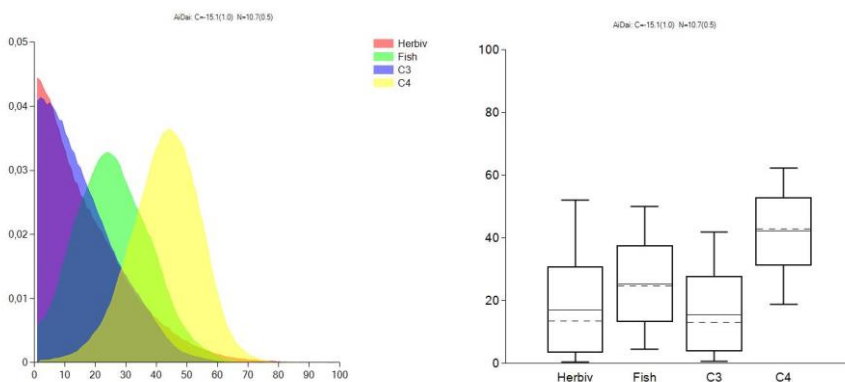 AiDai: C=-15.1(1.0) N=10.7(0.5)
0,05
0,04
0,03
0,02
0,01
0
0 10 20 30 40 50 60 70 80 90 100
Herbiv
Fish
C3
C4
AiDai: C=-15.1(1.0) N=10.7(0.5)
100
80
60
40
20
0
Herbiv Fish C3 C4